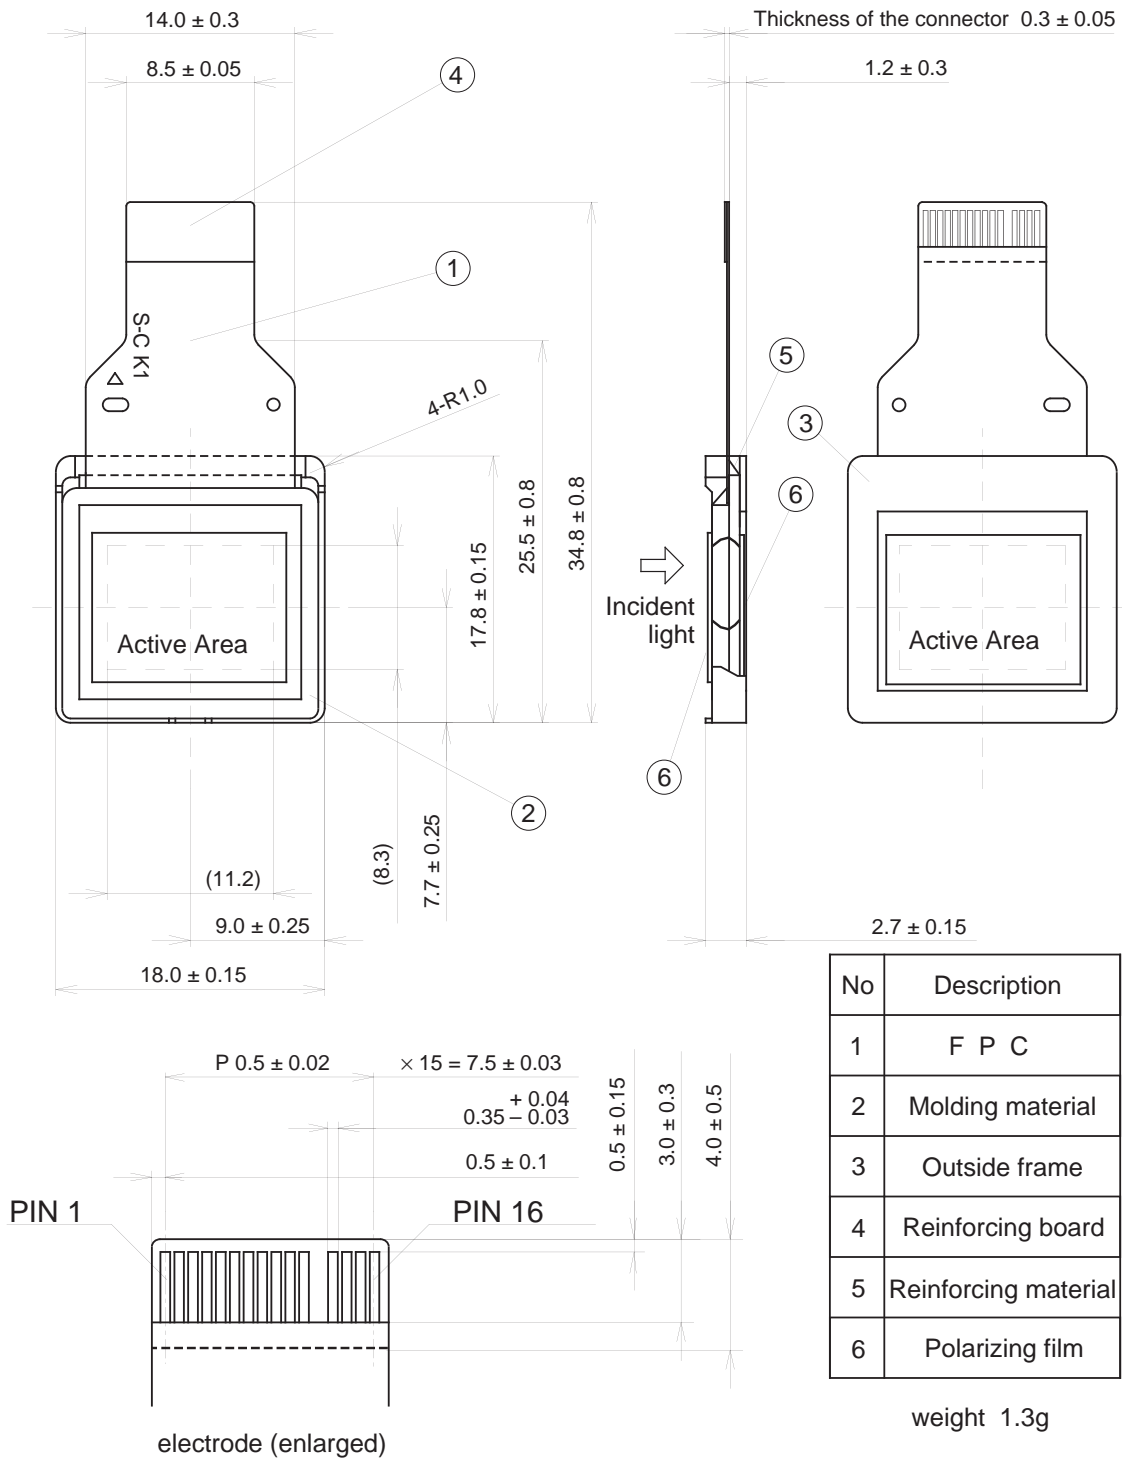 14.0 ± 0.3
Thickness of the connector 0.3 ± 0.05
8.5 ± 0.05
4
1.2 ± 0.3
1
S-C K1
5
4-R1.0
3
6
17.8 ± 0.15
25.5 ± 0.8
34.8 ± 0.8
Incident
light
Active Area
Active Area
6
2
(11.2)
(8.3)
7.7 ± 0.25
9.0 ± 0.25
2.7 ± 0.15
18.0 ± 0.15
No Description
1 F P C
2 Molding material
3 Outside frame
4 Reinforcing board
5 Reinforcing material
6 Polarizing film
weight 1.3g
P 0.5 ± 0.02 × 15 = 7.5 ± 0.03
+ 0.04
0.35 – 0.03
0.5 ± 0.1
0.5 ± 0.15
3.0 ± 0.3
4.0 ± 0.5
PIN 1
PIN 16
electrode (enlarged)